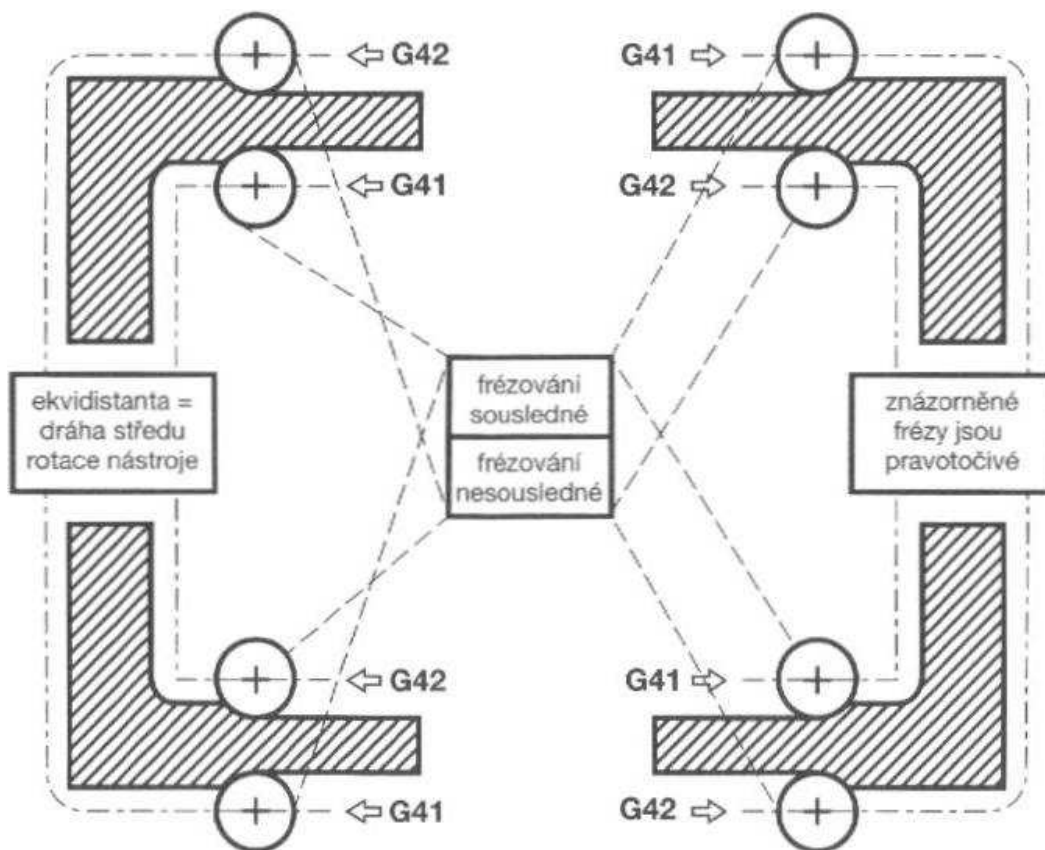 G42
G41
G41
G42
frézování
sousledné
frézování
nesousledné
ekvidistanta =
dráha středu
rotace nástroje
znázorněné
frézy jsou
pravotočivé
G42
G41
G41
G42